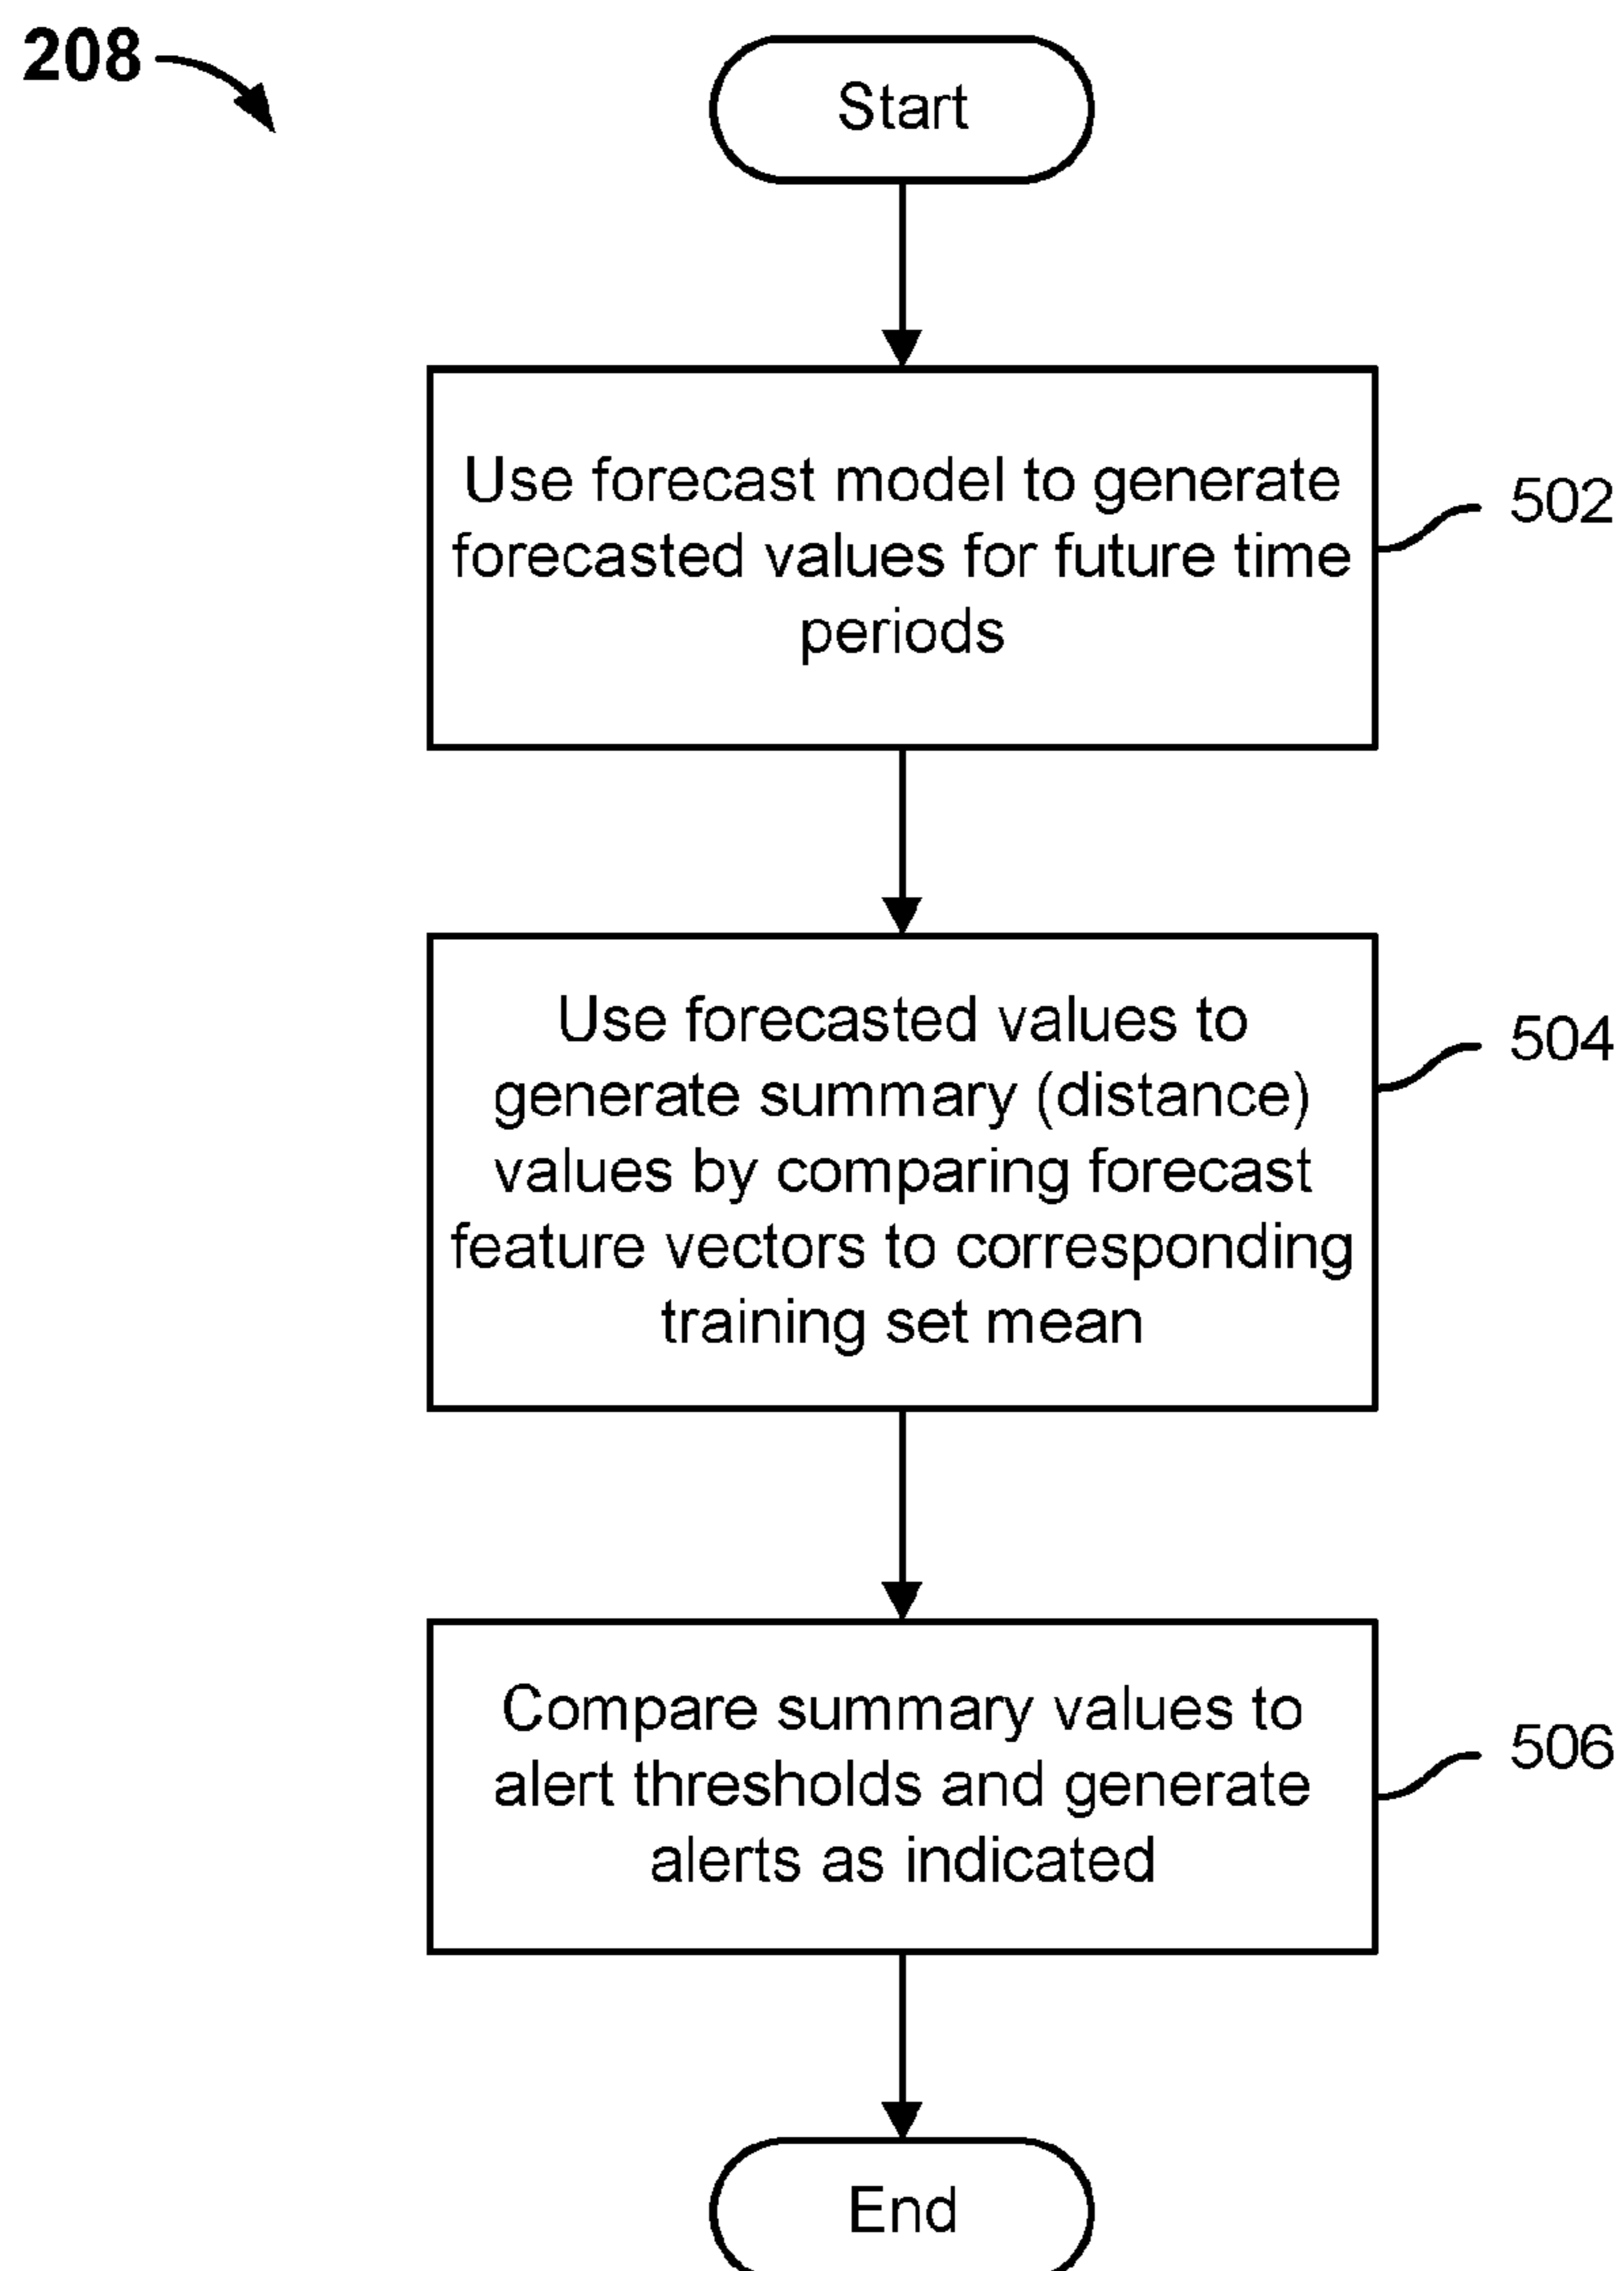 208
Start
Use forecast model to generate
forecasted values for future time
periods
502
Use forecasted values to
generate summary (distance)
values by comparing forecast
feature vectors to corresponding
training set mean
504
Compare summary values to
alert thresholds and generate
alerts as indicated
506
End